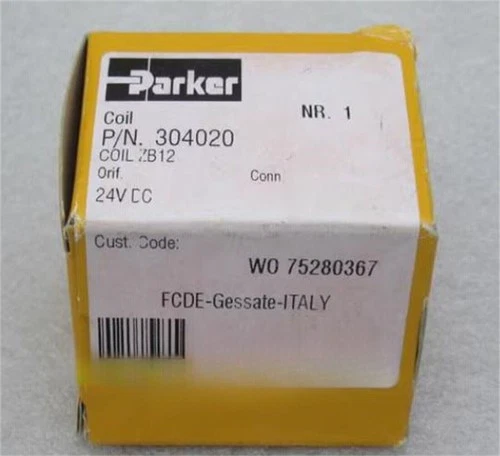 Parker
Coil
NR. 1
P/N. 304020
COIL ZB12
Orif.
Conn
24V DC
Cust. Code:
WO 75280367
FCDE-Gessate-ITALY